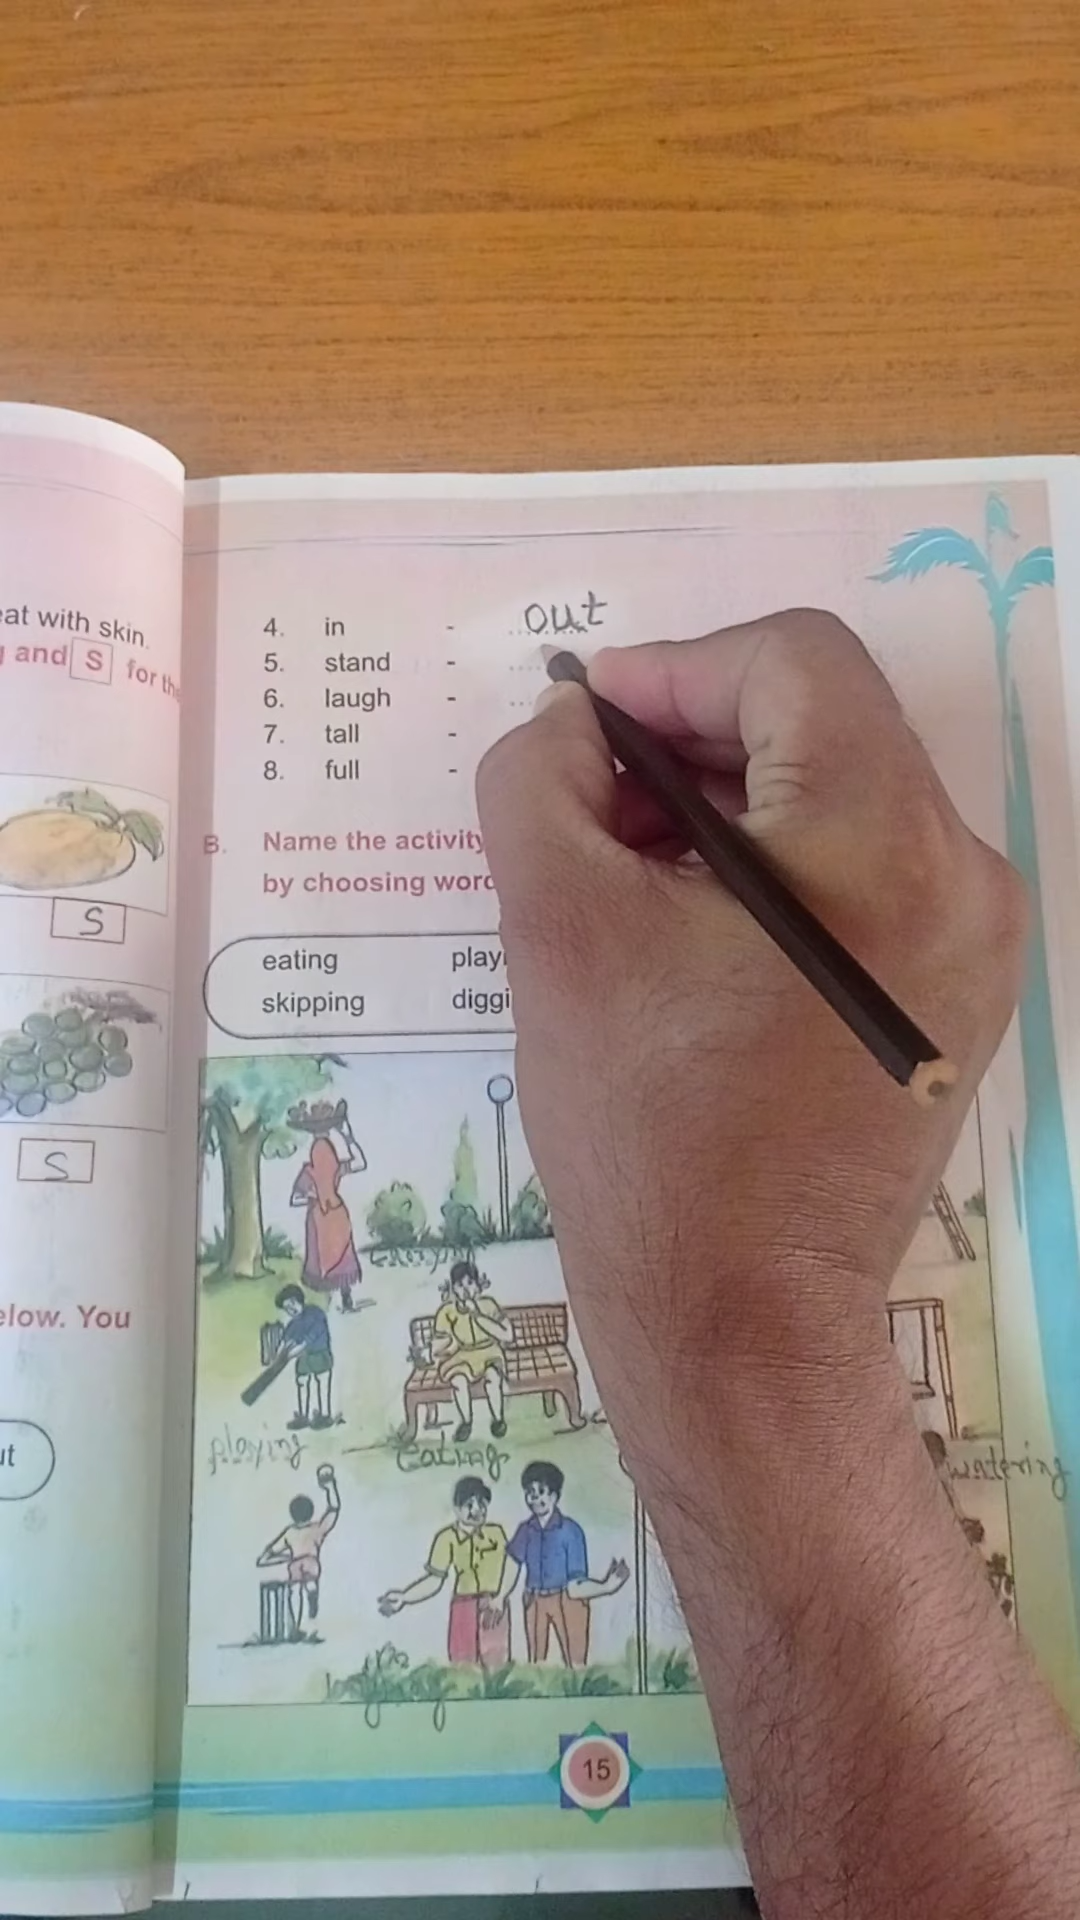 eat with skin.
and S for the
S
S
elow. You
ut
4. in - out
5. stand -
6. laugh -
7. tall -
8. full -
B. Name the activity
by choosing word
eating play
skipping diggi
playing
Eating
watering
15